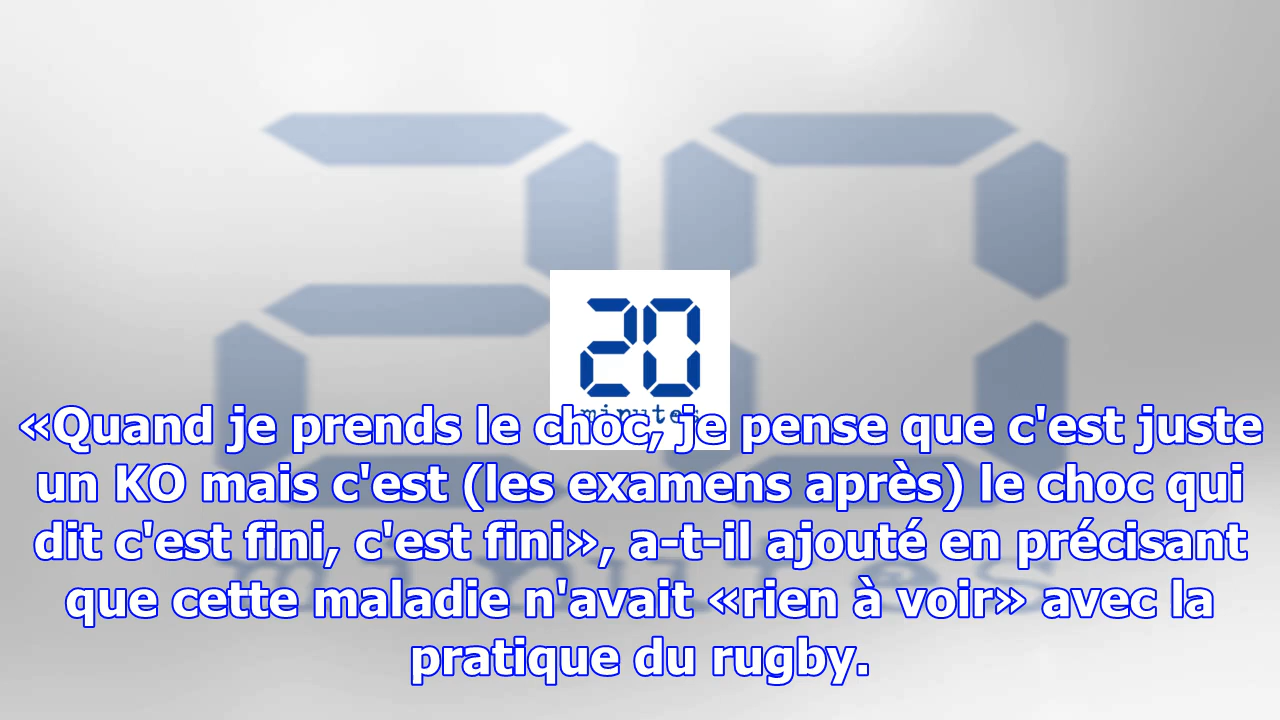 20
minutes
«Quand je prends le choc, je pense que c'est juste
un KO mais c'est (les examens après) le choc qui
dit c'est fini, c'est fini», a-t-il ajouté en précisant
que cette maladie n'avait «rien à voir» avec la
pratique du rugby.